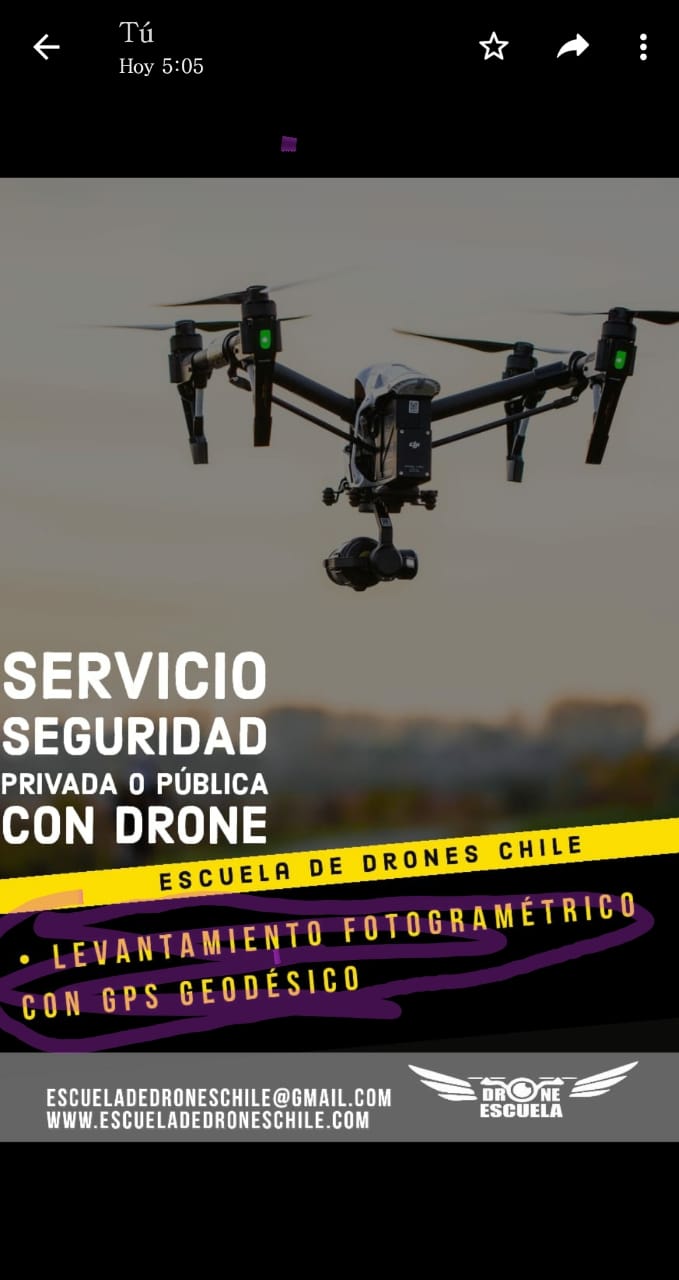 Tú
Hoy 5:05
SERVICIO
SEGURIDAD
PRIVADA O PÚBLICA
CON DRONE
ESCUELA DE DRONES CHILE
• LEVANTAMIENTO FOTOGRAMÉTRICO
CON GPS GEODÉSICO
ESCUELADEDRONESCHILE@GMAIL.COM
WWW.ESCUELADEDRONESCHILE.COM
DRONE
ESCUELA
dji